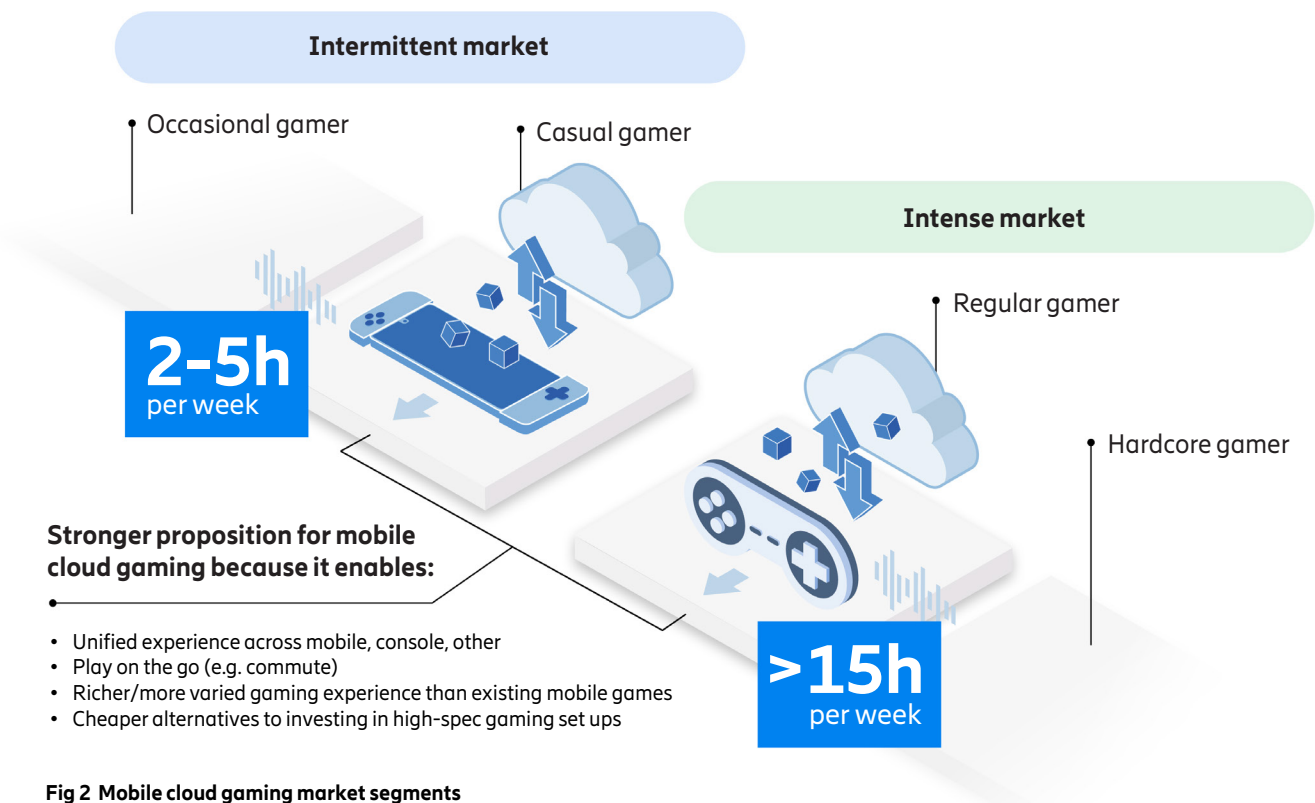 Intermittent market
Occasional gamer
Casual gamer
Intense market
Regular gamer
Hardcore gamer
2-5h
per week
Stronger proposition for mobile
cloud gaming because it enables:
• Unified experience across mobile, console, other
• Play on the go (e.g. commute)
• Richer/more varied gaming experience than existing mobile games
• Cheaper alternatives to investing in high-spec gaming set ups
>15h
per week
Fig 2 Mobile cloud gaming market segments